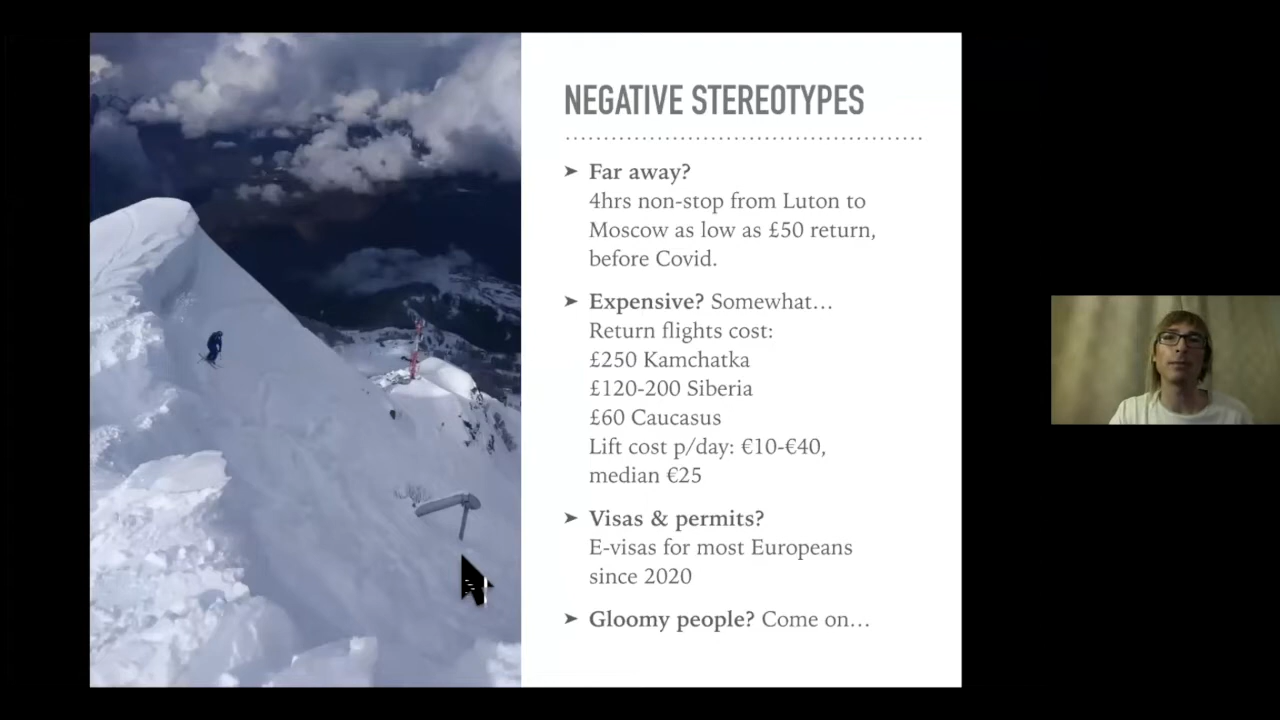 NEGATIVE STEREOTYPES
➤ Far away?
4hrs non-stop from Luton to
Moscow as low as £50 return,
before Covid.
➤ Expensive? Somewhat…
Return flights cost:
£250 Kamchatka
£120-200 Siberia
£60 Caucasus
Lift cost p/day: €10-€40,
median €25
➤ Visas & permits?
E-visas for most Europeans
since 2020
➤ Gloomy people? Come on…